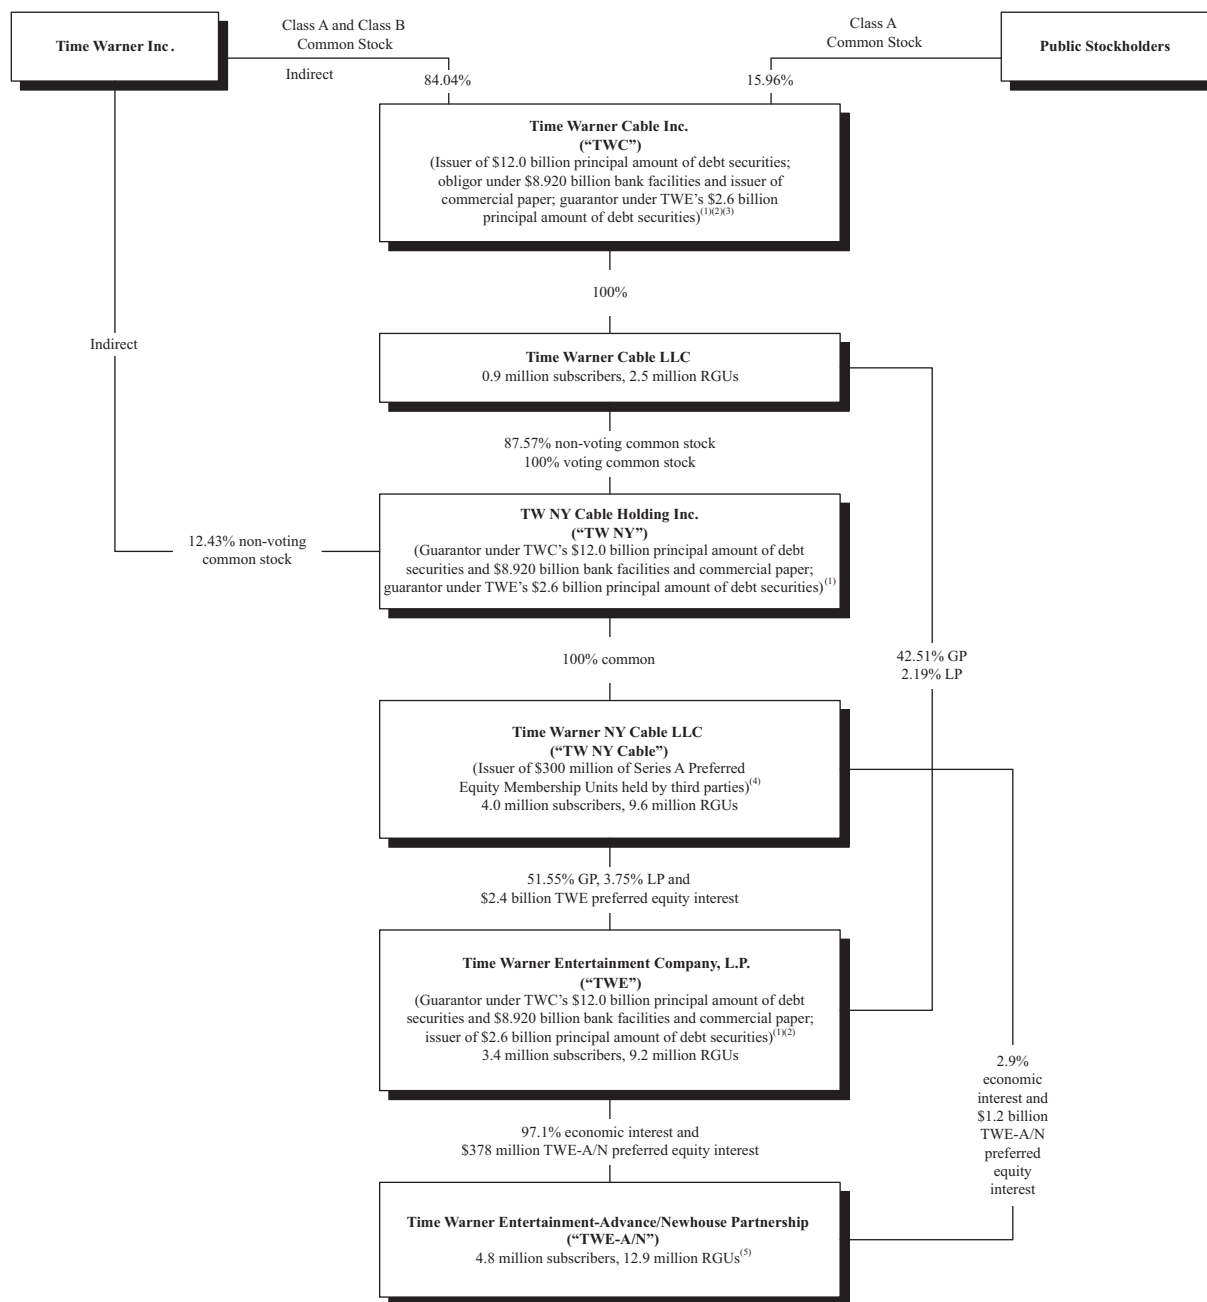 Time Warner Inc.
Class A and Class B
Common Stock
Indirect
84.04%
Class A
Common Stock
15.96%
Public Stockholders
Time Warner Cable Inc.
(“TWC”)
(Issuer of $12.0 billion principal amount of debt securities;
obligor under $8.920 billion bank facilities and issuer of
commercial paper; guarantor under TWE’s $2.6 billion
principal amount of debt securities)(1)(2)(3)
100%
Indirect
Time Warner Cable LLC
0.9 million subscribers, 2.5 million RGUs
87.57% non-voting common stock
100% voting common stock
12.43% non-voting
common stock
TW NY Cable Holding Inc.
(“TW NY”)
(Guarantor under TWC’s $12.0 billion principal amount of debt
securities and $8.920 billion bank facilities and commercial paper;
guarantor under TWE’s $2.6 billion principal amount of debt securities)(1)
100% common
42.51% GP
2.19% LP
Time Warner NY Cable LLC
(“TW NY Cable”)
(Issuer of $300 million of Series A Preferred
Equity Membership Units held by third parties)(4)
4.0 million subscribers, 9.6 million RGUs
51.55% GP, 3.75% LP and
$2.4 billion TWE preferred equity interest
Time Warner Entertainment Company, L.P.
(“TWE”)
(Guarantor under TWC’s $12.0 billion principal amount of debt
securities and $8.920 billion bank facilities and commercial paper;
issuer of $2.6 billion principal amount of debt securities)(1)(2)
3.4 million subscribers, 9.2 million RGUs
2.9%
economic
interest and
$1.2 billion
TWE-A/N
preferred
equity
interest
97.1% economic interest and
$378 million TWE-A/N preferred equity interest
Time Warner Entertainment-Advance/Newhouse Partnership
(“TWE-A/N”)
4.8 million subscribers, 12.9 million RGUs(5)